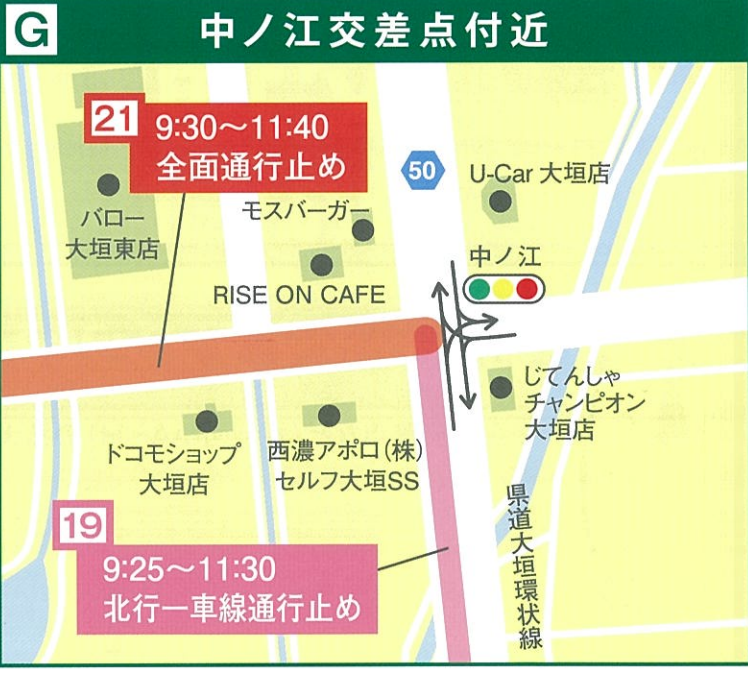 G
中ノ江交差点付近
21
9:30～11:40
全面通行止め
50
U-Car 大垣店
バロー
大垣東店
モスバーガー
中ノ江
RISE ON CAFE
じてんしゃ
チャンピオン
大垣店
ドコモショップ
大垣店
西濃アポロ(株)
セルフ大垣SS
県道大垣環状線
19
9:25～11:30
北行一車線通行止め